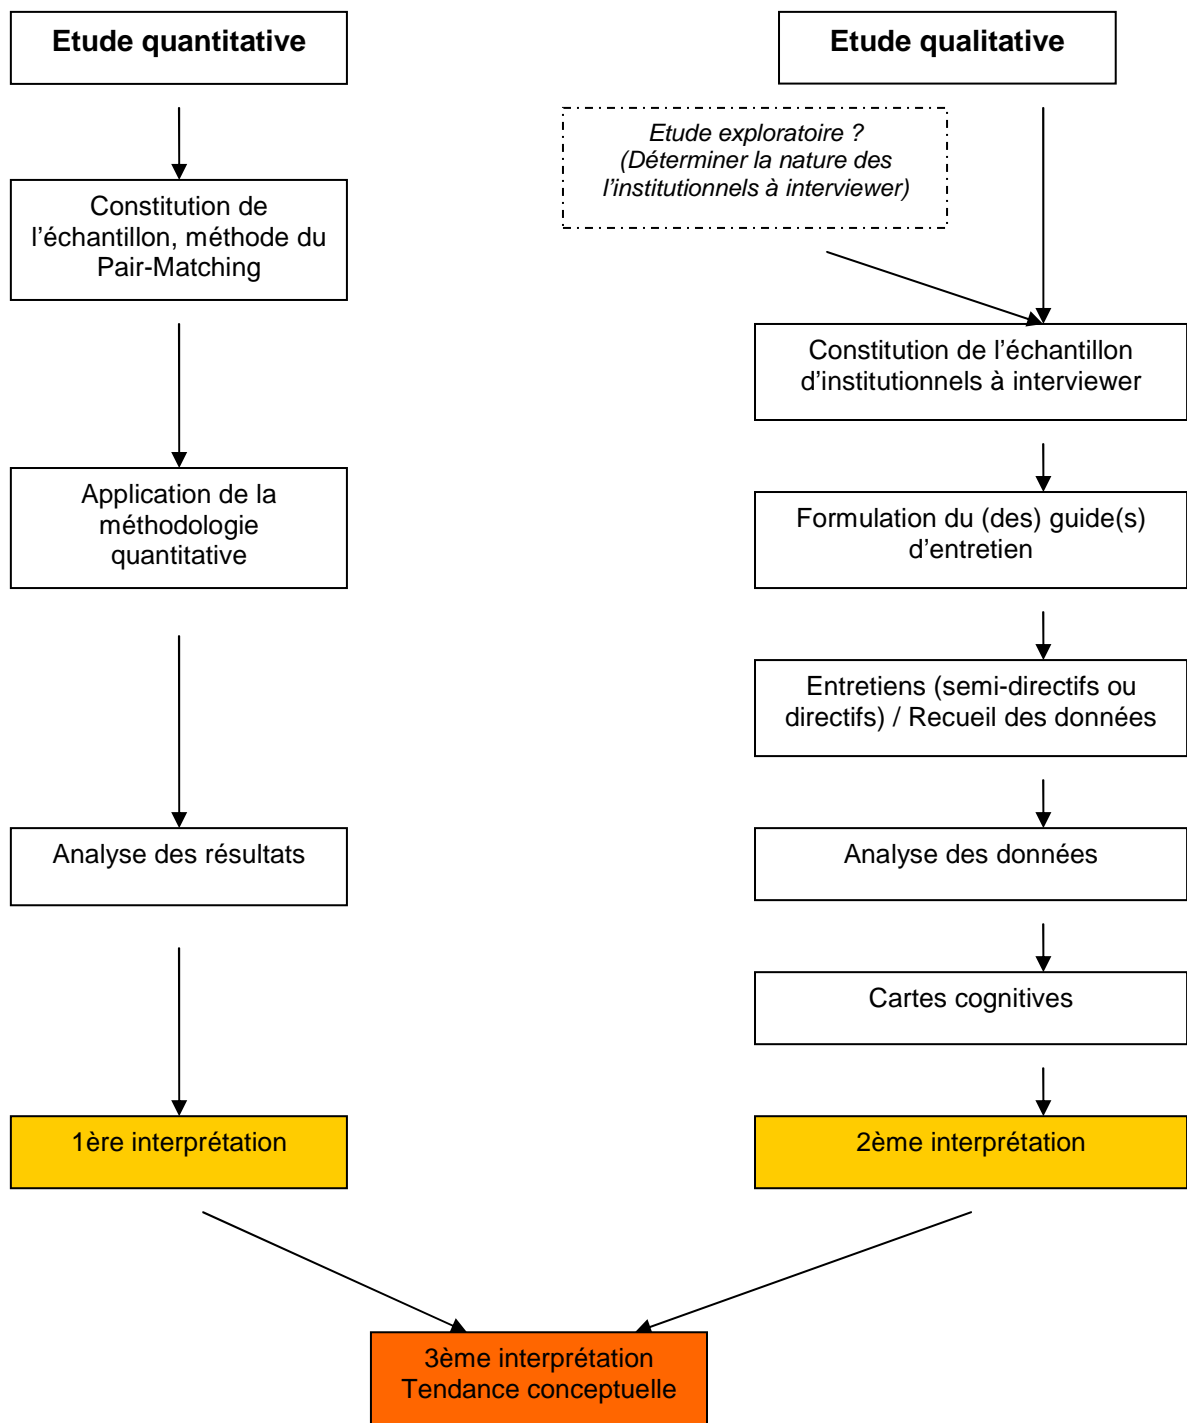 Etude quantitative
Etude qualitative
Etude exploratoire ?
(Déterminer la nature des
l’institutionnels à interviewer)
Constitution de
l’échantillon, méthode du
Pair-Matching
Constitution de l’échantillon
d’institutionnels à interviewer
Application de la
méthodologie
quantitative
Formulation du (des) guide(s)
d’entretien
Entretiens (semi-directifs ou
directifs) / Recueil des données
Analyse des résultats
Analyse des données
Cartes cognitives
1ère interprétation
2ème interprétation
3ème interprétation
Tendance conceptuelle